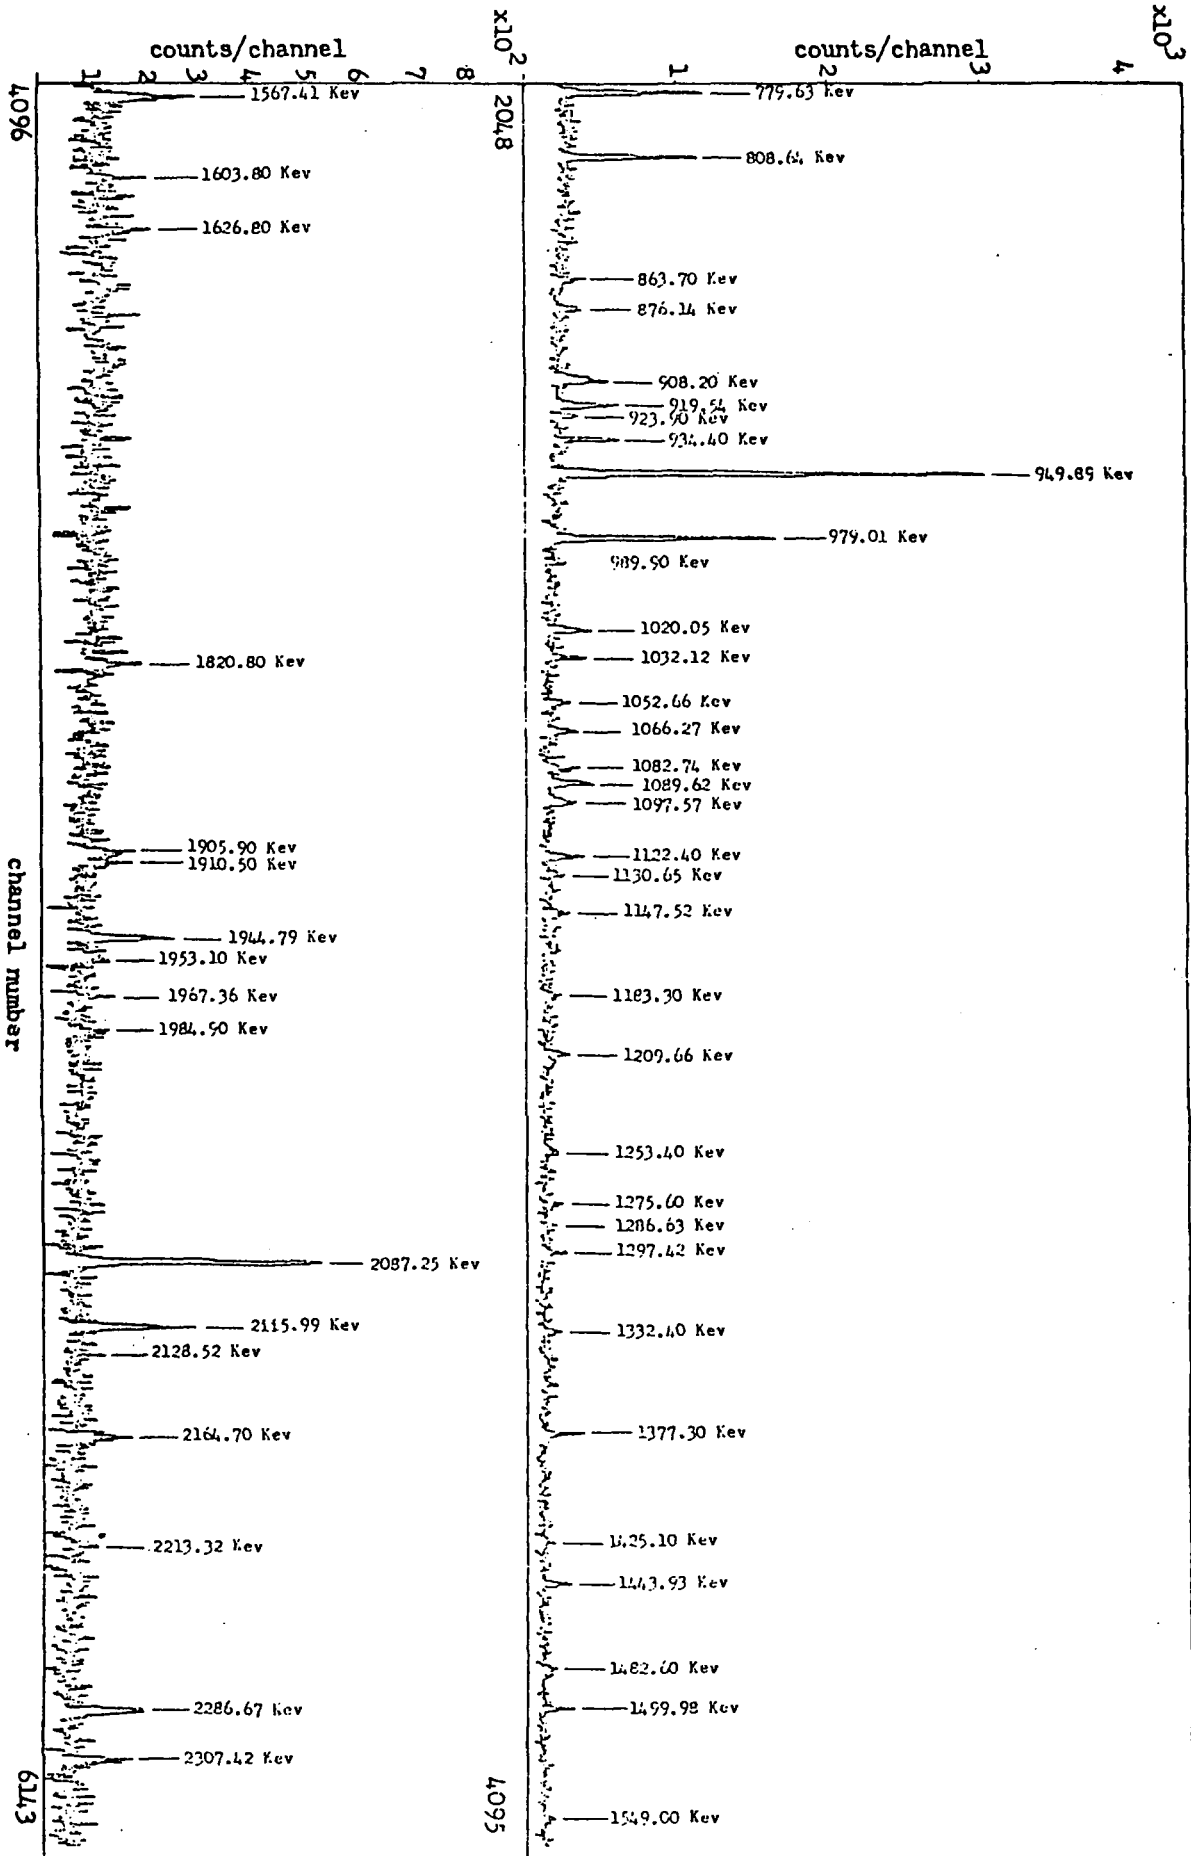 x10³
counts/channel
1
2
3
4
2048
4095
779.63 Kev
808.64 Kev
863.70 Kev
876.14 Kev
908.20 Kev
919.54 Kev
923.90 Kev
934.40 Kev
949.89 Kev
979.01 Kev
989.90 Kev
1020.05 Kev
1032.12 Kev
1052.66 Kev
1066.27 Kev
1082.74 Kev
1089.62 Kev
1097.57 Kev
1122.40 Kev
1130.65 Kev
1147.52 Kev
1183.30 Kev
1209.66 Kev
1253.40 Kev
1275.60 Kev
1286.63 Kev
1297.42 Kev
1332.40 Kev
1377.30 Kev
1425.10 Kev
1443.93 Kev
1482.60 Kev
1499.98 Kev
1549.00 Kev
x10²
counts/channel
1
2
3
4
5
6
7
8
4096
6143
1567.41 Kev
1603.80 Kev
1626.80 Kev
1820.80 Kev
1905.90 Kev
1910.50 Kev
1944.79 Kev
1953.10 Kev
1967.36 Kev
1984.90 Kev
2087.25 Kev
2115.99 Kev
2128.52 Kev
2164.70 Kev
2213.32 Kev
2286.67 Kev
2307.42 Kev
channel number